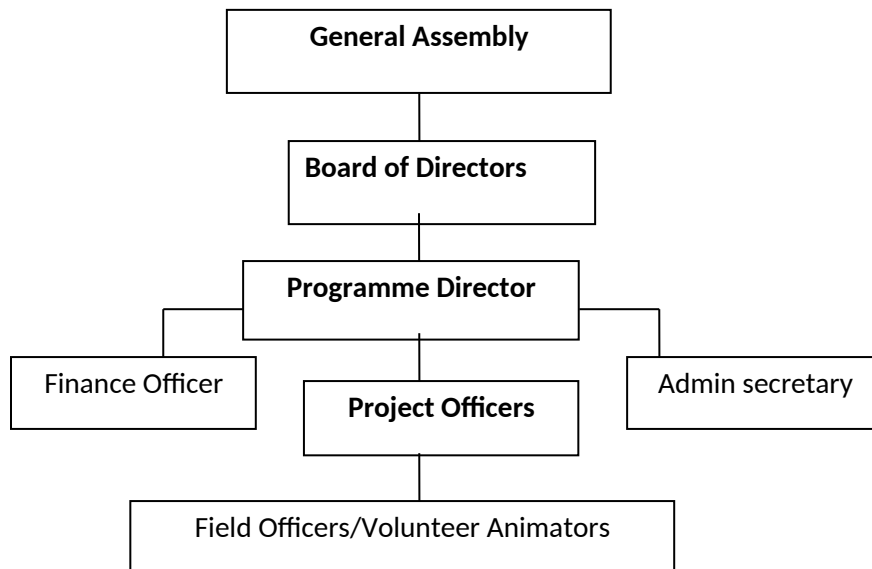 General Assembly
Board of Directors
Programme Director
Finance Officer
Admin secretary
Project Officers
Field Officers/Volunteer Animators